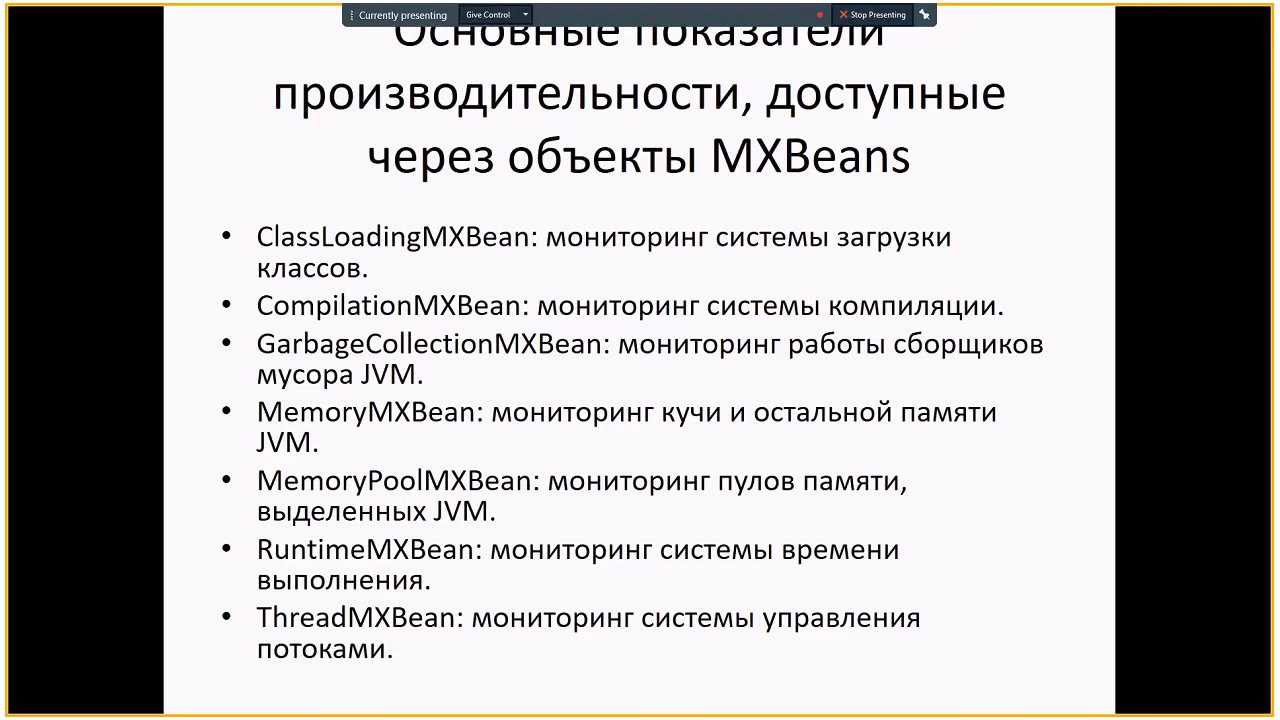 Currently presenting
Give Control
Stop Presenting
Основные показатели
производительности, доступные
через объекты MXBeans
• ClassLoadingMXBean: мониторинг системы загрузки
классов.
• CompilationMXBean: мониторинг системы компиляции.
• GarbageCollectionMXBean: мониторинг работы сборщиков
мусора JVM.
• MemoryMXBean: мониторинг кучи и остальной памяти
JVM.
• MemoryPoolMXBean: мониторинг пулов памяти,
выделенных JVM.
• RuntimeMXBean: мониторинг системы времени
выполнения.
• ThreadMXBean: мониторинг системы управления
потоками.